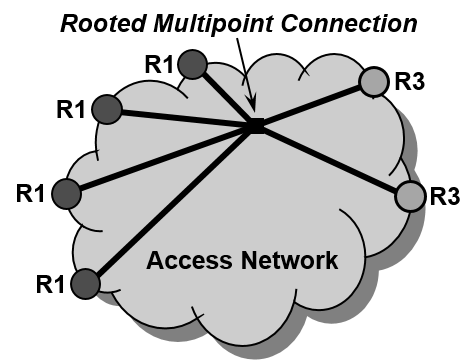 Rooted Multipoint Connection
R1
R3
R1
R1
R3
Access Network
R1